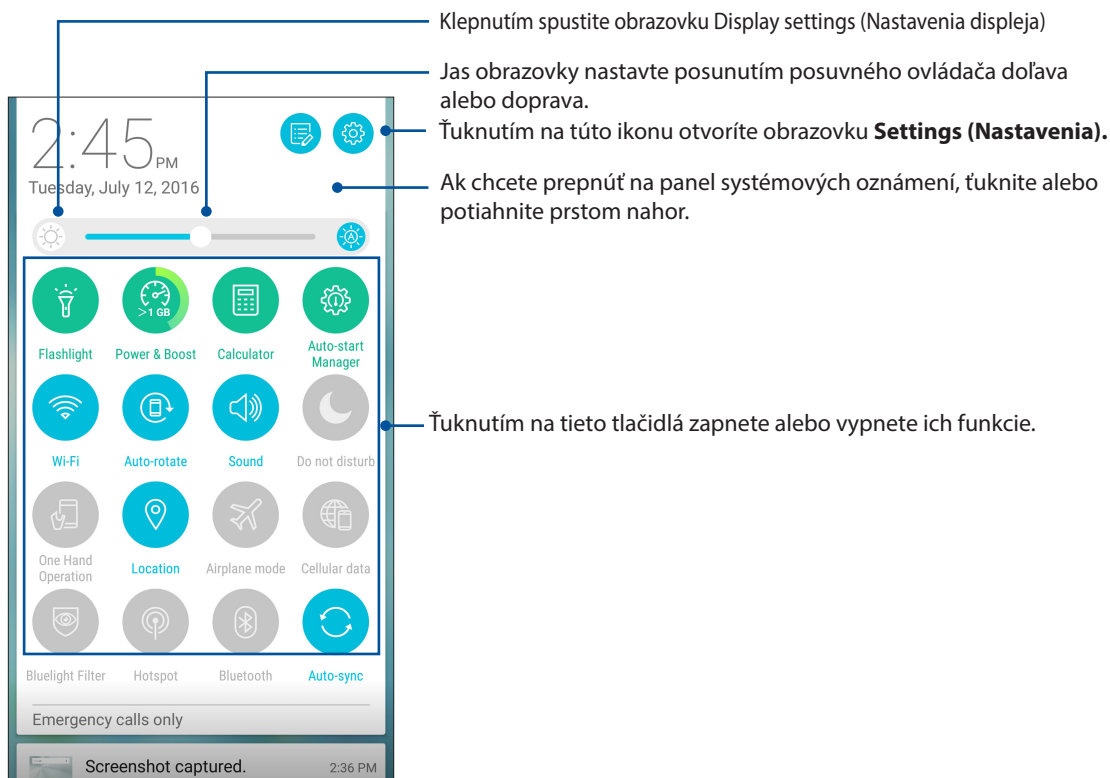 Klepnutím spustite obrazovku Display settings (Nastavenia displeja)
Jas obrazovky nastavte posunutím posuvného ovládača doľava
alebo doprava.
Ťuknutím na túto ikonu otvoríte obrazovku Settings (Nastavenia).
Ak chcete prepnúť na panel systémových oznámení, ťuknite alebo
potiahnite prstom nahor.
2:45 PM
Tuesday, July 12, 2016
A
>1 GB
Flashlight Power & Boost Calculator Auto-start
Manager
Ťuknutím na tieto tlačidlá zapnete alebo vypnete ich funkcie.
Wi-Fi Auto-rotate Sound Do not disturb
One Hand
Operation Location Airplane mode Cellular data
Bluelight Filter Hotspot Bluetooth Auto-sync
Emergency calls only
Screenshot captured. 2:36 PM